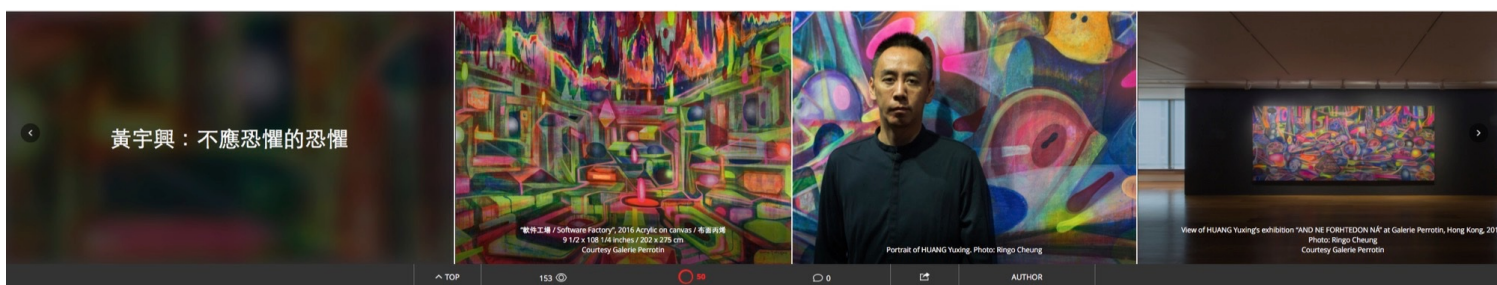 黃宇興：不應恐懼的恐懼
"軟件工場 / Software Factory", 2016 Acrylic on canvas / 布面丙烯
9 1/2 x 108 1/4 inches / 202 x 275 cm
Courtesy Galerie Perrotin
Portrait of HUANG Yuxing. Photo: Ringo Cheung
View of HUANG Yuxing's exhibition "AND NE FORHTEDON NÁ" at Galerie Perrotin, Hong Kong, 201
Photo: Ringo Cheung
Courtesy Galerie Perrotin
TOP
153
50
0
AUTHOR